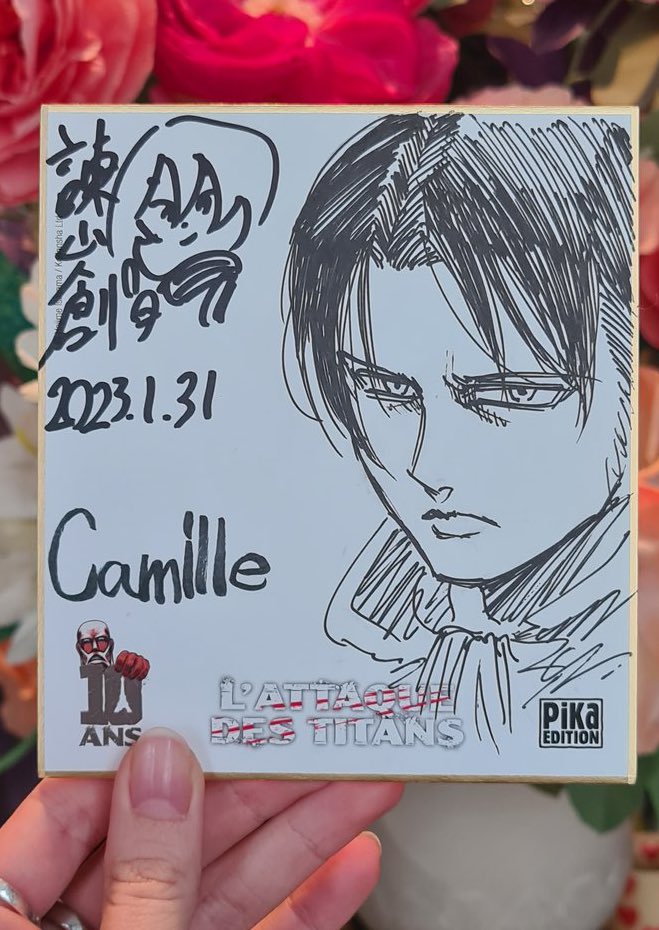 諫山創
2023.1.31
Camille
10
ANS
L'ATTAQUE
DES TITANS
PiKa
EDITION